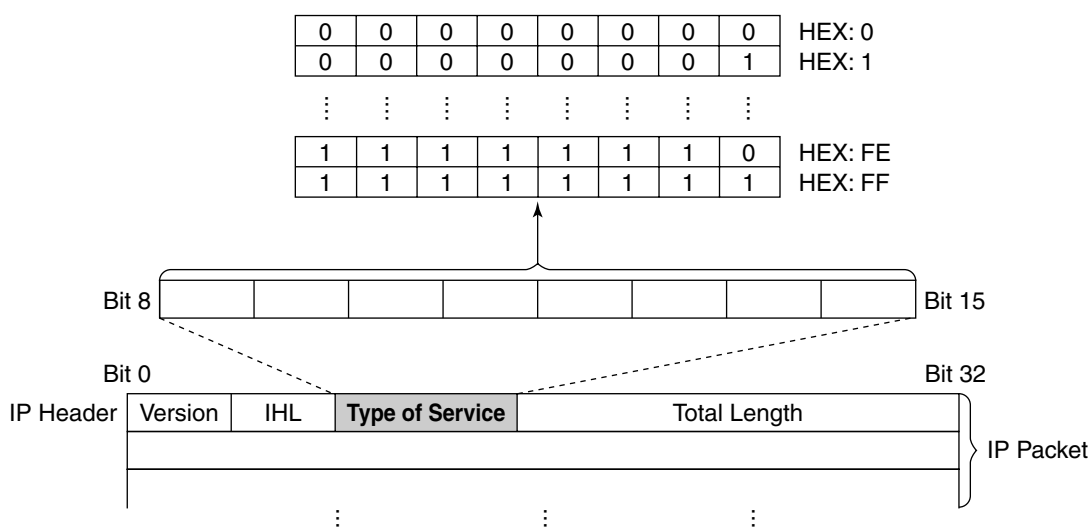 0 0 0 0 0 0 0 0 HEX: 0
0 0 0 0 0 0 0 1 HEX: 1
1 1 1 1 1 1 1 0 HEX: FE
1 1 1 1 1 1 1 1 HEX: FF
Bit 8 Bit 15
Bit 0 Bit 32
IP Header Version IHL Type of Service Total Length
IP Packet